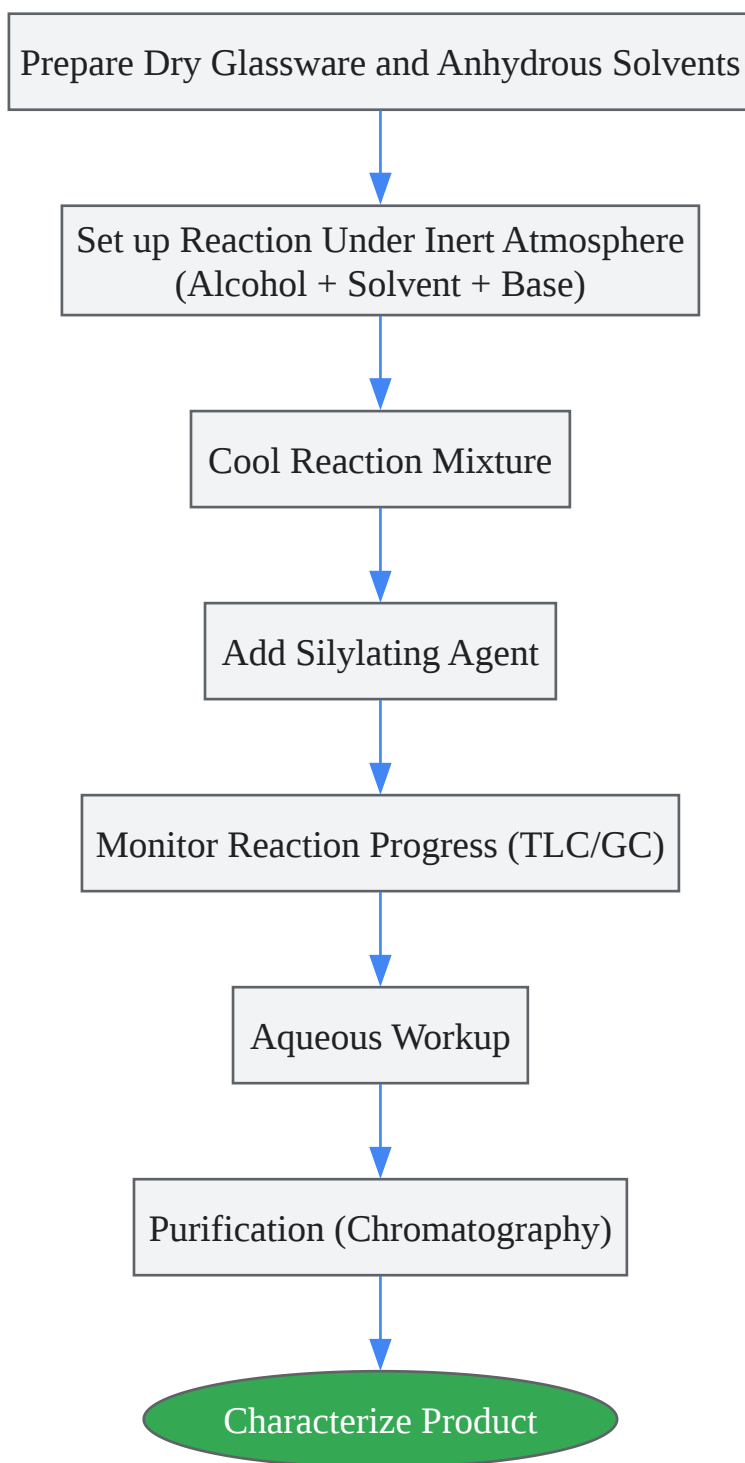 Prepare Dry Glassware and Anhydrous Solvents
Set up Reaction Under Inert Atmosphere
(Alcohol + Solvent + Base)
Cool Reaction Mixture
Add Silylating Agent
Monitor Reaction Progress (TLC/GC)
Aqueous Workup
Purification (Chromatography)
Characterize Product